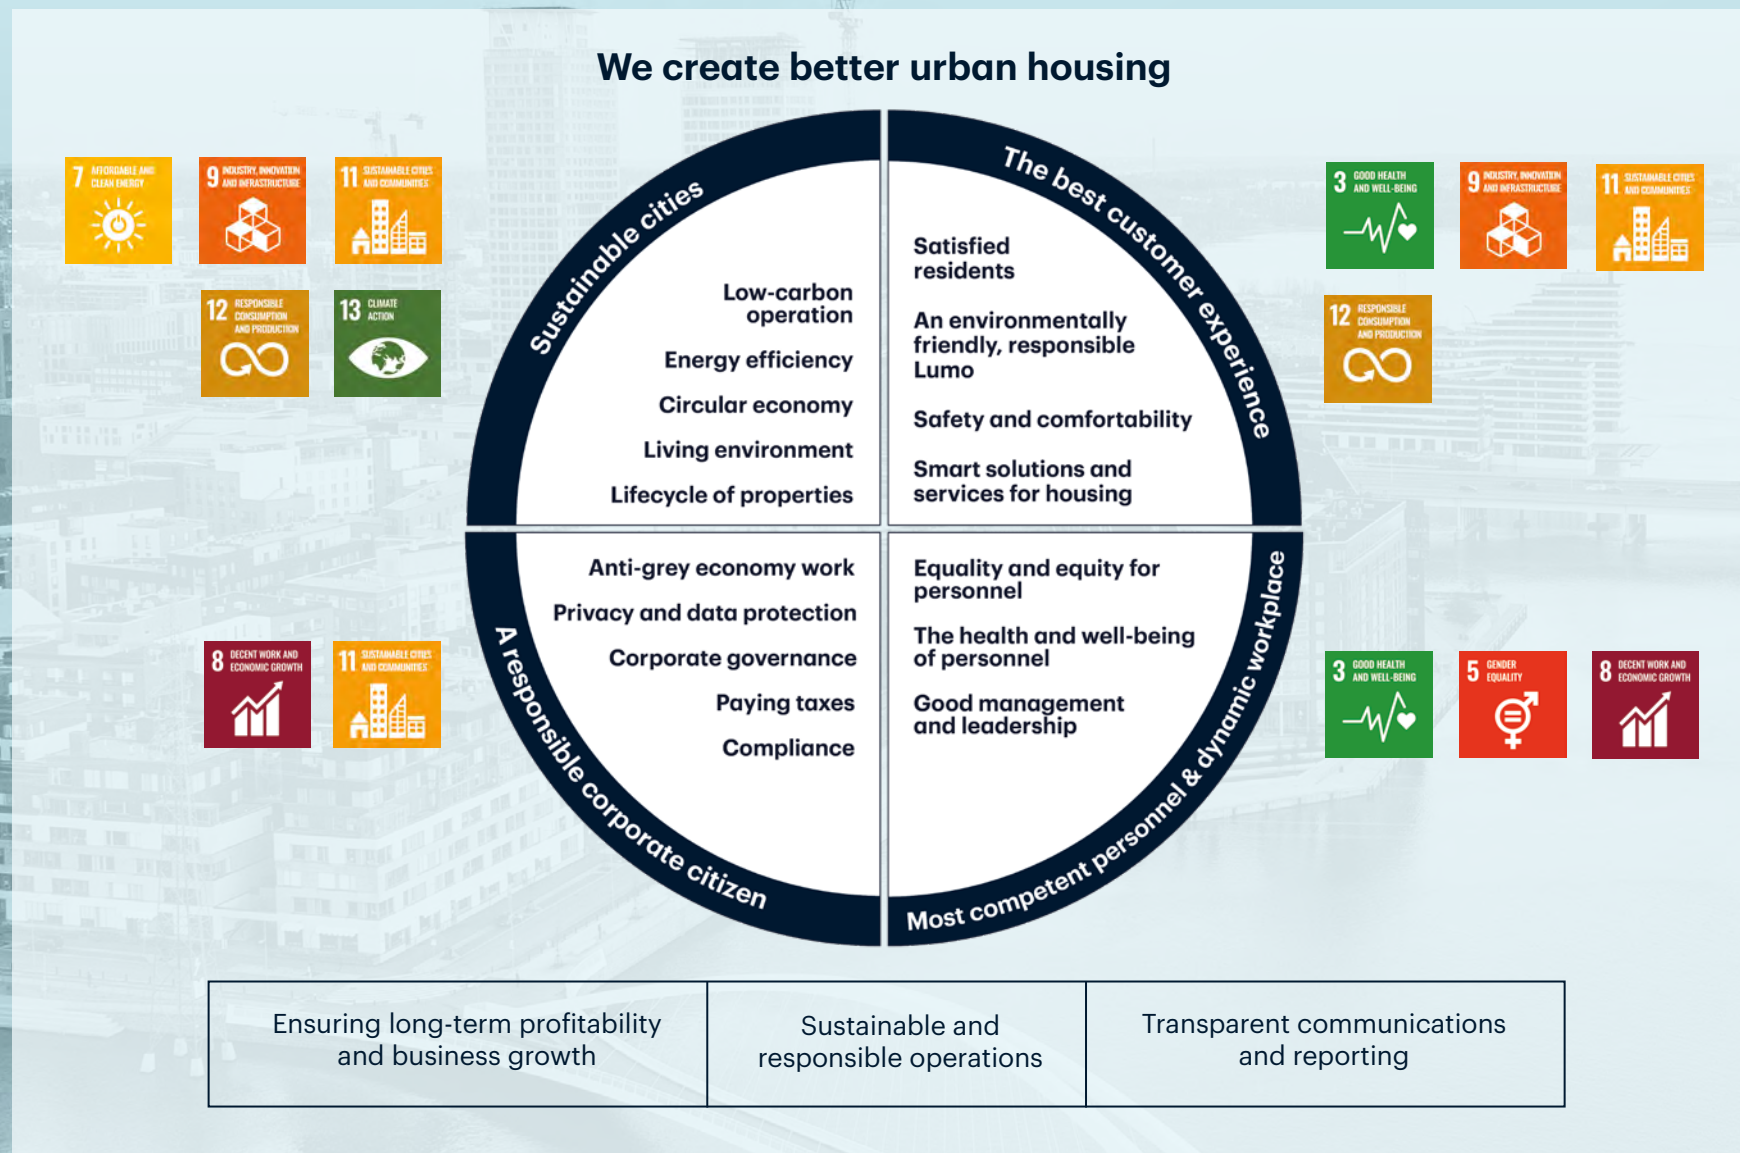 We create better urban housing
7 AFFORDABLE AND
CLEAN ENERGY
9 INDUSTRY, INNOVATION
AND INFRASTRUCTURE
11 SUSTAINABLE CITIES
AND COMMUNITIES
12 RESPONSIBLE
CONSUMPTION
AND PRODUCTION
13 CLIMATE
ACTION
Sustainable cities
Low-carbon
operation
Energy efficiency
Circular economy
Living environment
Lifecycle of properties
The best customer experience
Satisfied
residents
An environmentally
friendly, responsible
Lumo
Safety and comfortability
Smart solutions and
services for housing
3 GOOD HEALTH
AND WELL-BEING
9 INDUSTRY, INNOVATION
AND INFRASTRUCTURE
11 SUSTAINABLE CITIES
AND COMMUNITIES
12 RESPONSIBLE
CONSUMPTION
AND PRODUCTION
8 DECENT WORK AND
ECONOMIC GROWTH
11 SUSTAINABLE CITIES
AND COMMUNITIES
A responsible corporate citizen
Anti-grey economy work
Privacy and data protection
Corporate governance
Paying taxes
Compliance
Most competent personnel & dynamic workplace
Equality and equity for
personnel
The health and well-being
of personnel
Good management
and leadership
3 GOOD HEALTH
AND WELL-BEING
5 GENDER
EQUALITY
8 DECENT WORK AND
ECONOMIC GROWTH
Ensuring long-term profitability
and business growth
Sustainable and
responsible operations
Transparent communications
and reporting